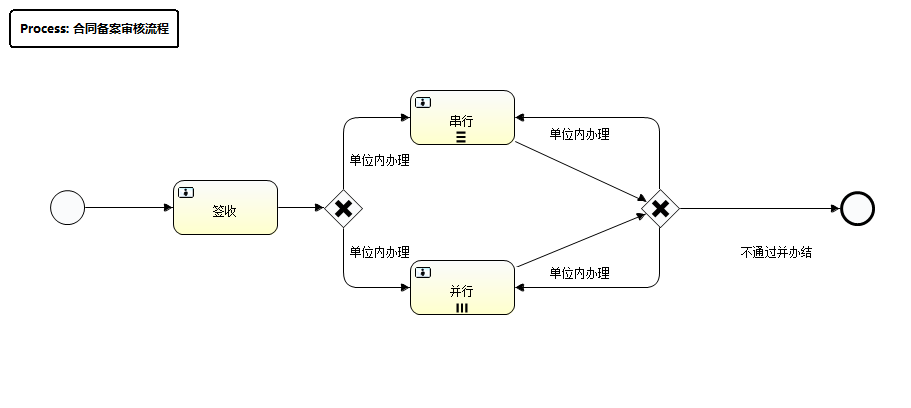 Process: 合同备案审核流程
串行
单位内办理
单位内办理
签收
单位内办理
不通过并办结
单位内办理
并行